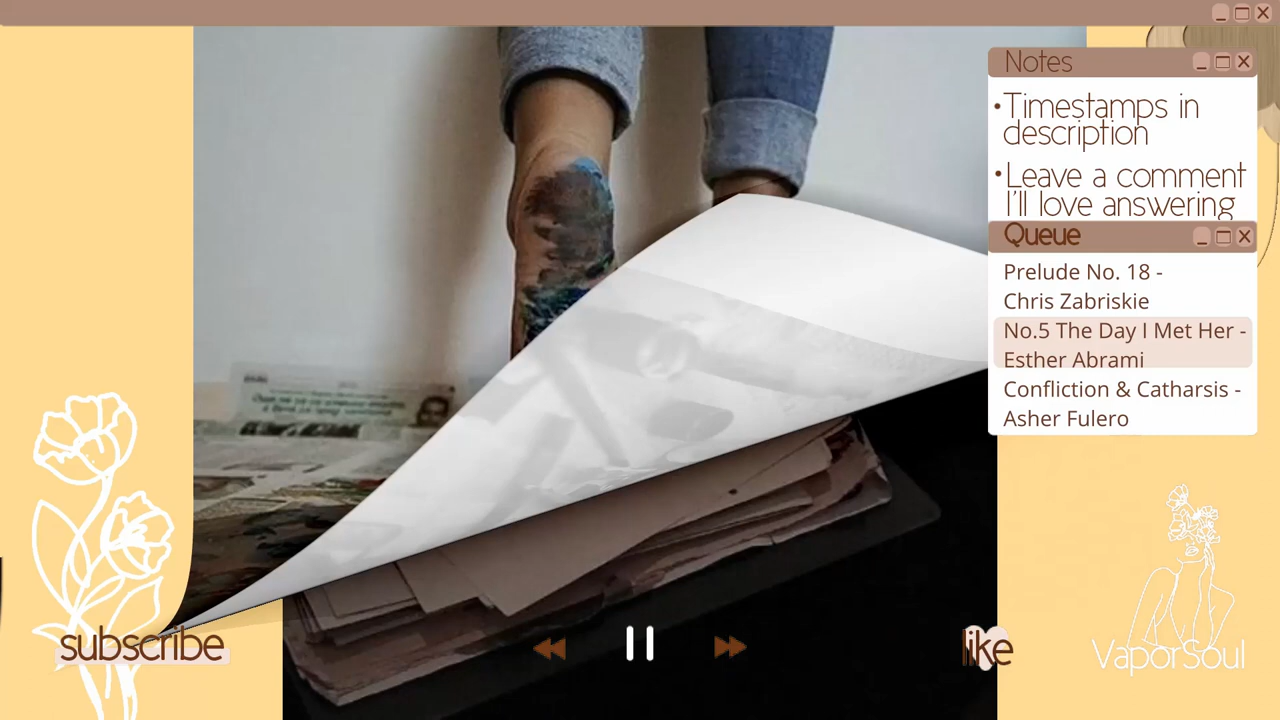 Notes
•Timestamps in
description
•Leave a comment
I'll love answering
Queue
Prelude No. 18 -
Chris Zabriskie
No.5 The Day I Met Her -
Esther Abrami
Confliction & Catharsis -
Asher Fulero
subscribe
like
VaporSoul